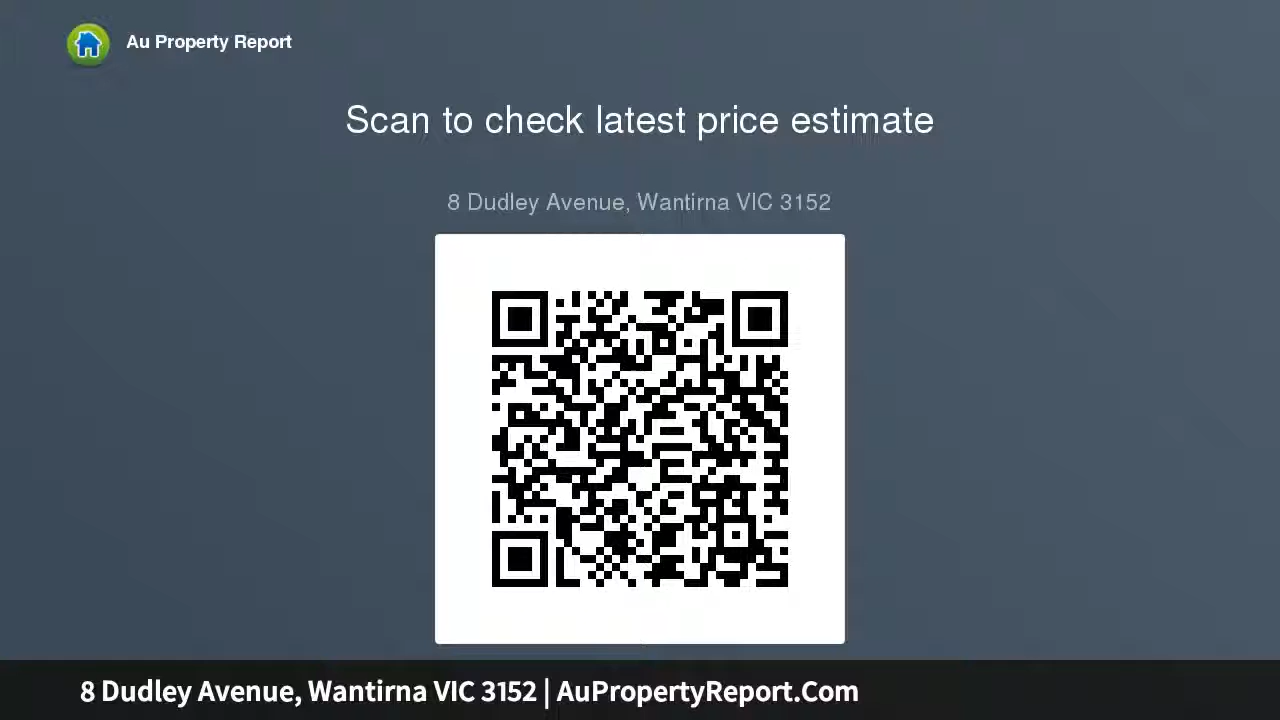 Au Property Report
Scan to check latest price estimate
8 Dudley Avenue, Wantirna VIC 3152
8 Dudley Avenue, Wantirna VIC 3152 | AuPropertyReport.Com